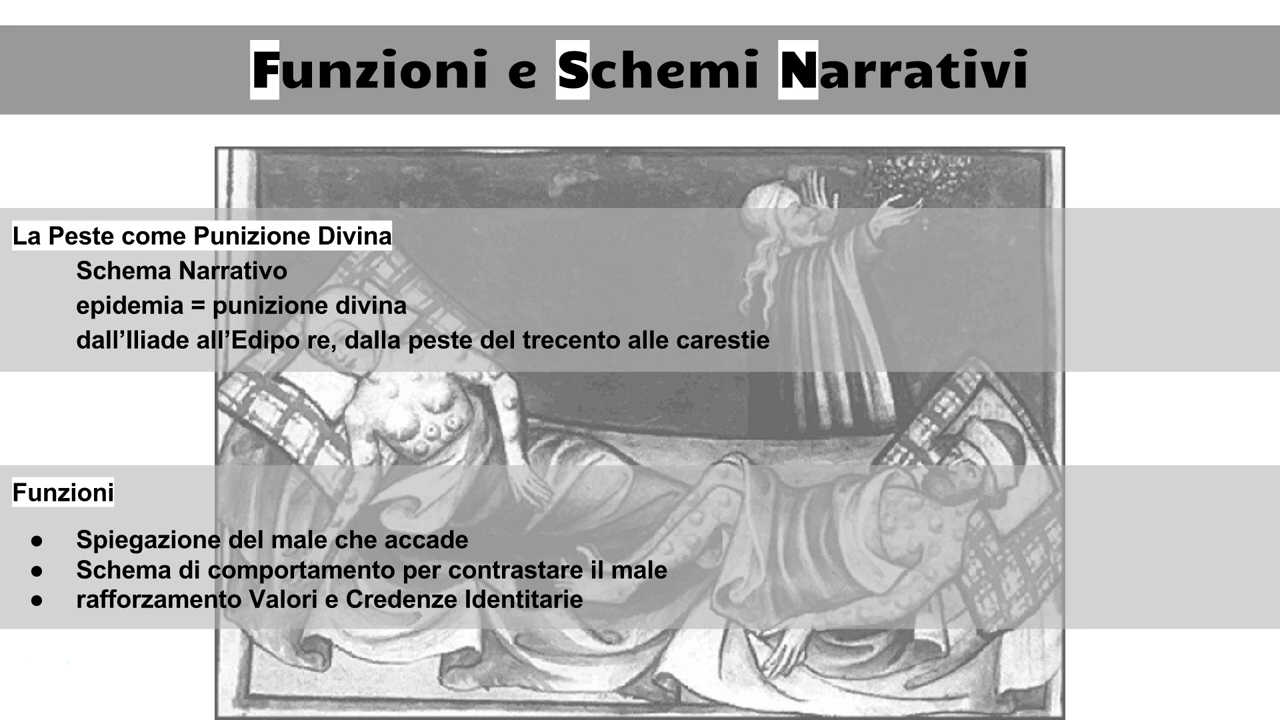 Funzioni e Schemi Narrativi
La Peste come Punizione Divina
Schema Narrativo
epidemia = punizione divina
dall’Iliade all’Edipo re, dalla peste del trecento alle carestie
Funzioni
● Spiegazione del male che accade
● Schema di comportamento per contrastare il male
● rafforzamento Valori e Credenze Identitarie